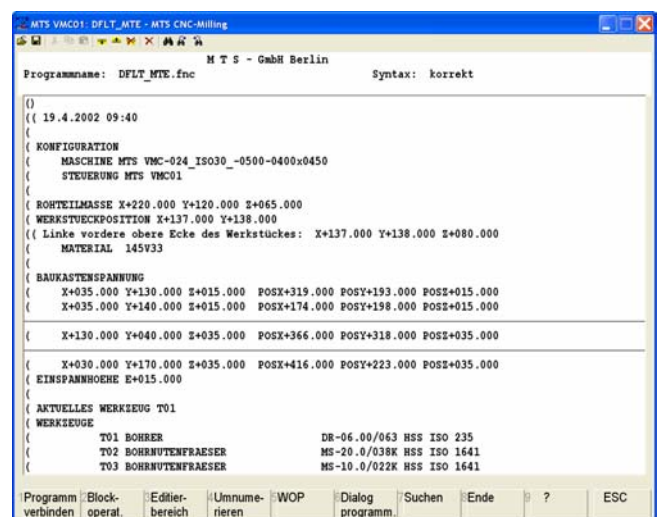 MTS VMC01: DFLT_MTE - MTS CNC-Milling
M T S - GmbH Berlin
Programmname: DFLT_MTE.fnc Syntax: korrekt
()
(( 19.4.2002 09:40
(
( KONFIGURATION
( MASCHINE MTS VMC-024_ISO30_-0500-0400x0450
( STEUERUNG MTS VMC01
(
( ROHTEILMASSE X+220.000 Y+120.000 Z+065.000
( WERKSTUECKPOSITION X+137.000 Y+138.000
(( Linke vordere obere Ecke des Werkstückes: X+137.000 Y+138.000 Z+080.000
( MATERIAL 145V33
(
( BAUKASTENSPANNUNG
( X+035.000 Y+130.000 Z+015.000 POSX+319.000 POSY+193.000 POSZ+015.000
( X+035.000 Y+140.000 Z+015.000 POSX+174.000 POSY+198.000 POSZ+015.000
( X+130.000 Y+040.000 Z+035.000 POSX+366.000 POSY+318.000 POSZ+035.000
( X+030.000 Y+170.000 Z+035.000 POSX+416.000 POSY+223.000 POSZ+035.000
( EINSPANNHOEHE E+015.000
(
( AKTUELLES WERKZEUG T01
( WERKZEUGE
( T01 BOHRER DR-06.00/063 HSS ISO 235
( T02 BOHRNUTENFRAESER MS-20.0/038K HSS ISO 1641
( T03 BOHRNUTENFRAESER MS-10.0/022K HSS ISO 1641
1 Programm verbinden 2 Block-operat. 3 Editier-bereich 4 Umnume-rieren 5 WOP 6 Dialog programm. 7 Suchen 8 Ende 9 ? ESC